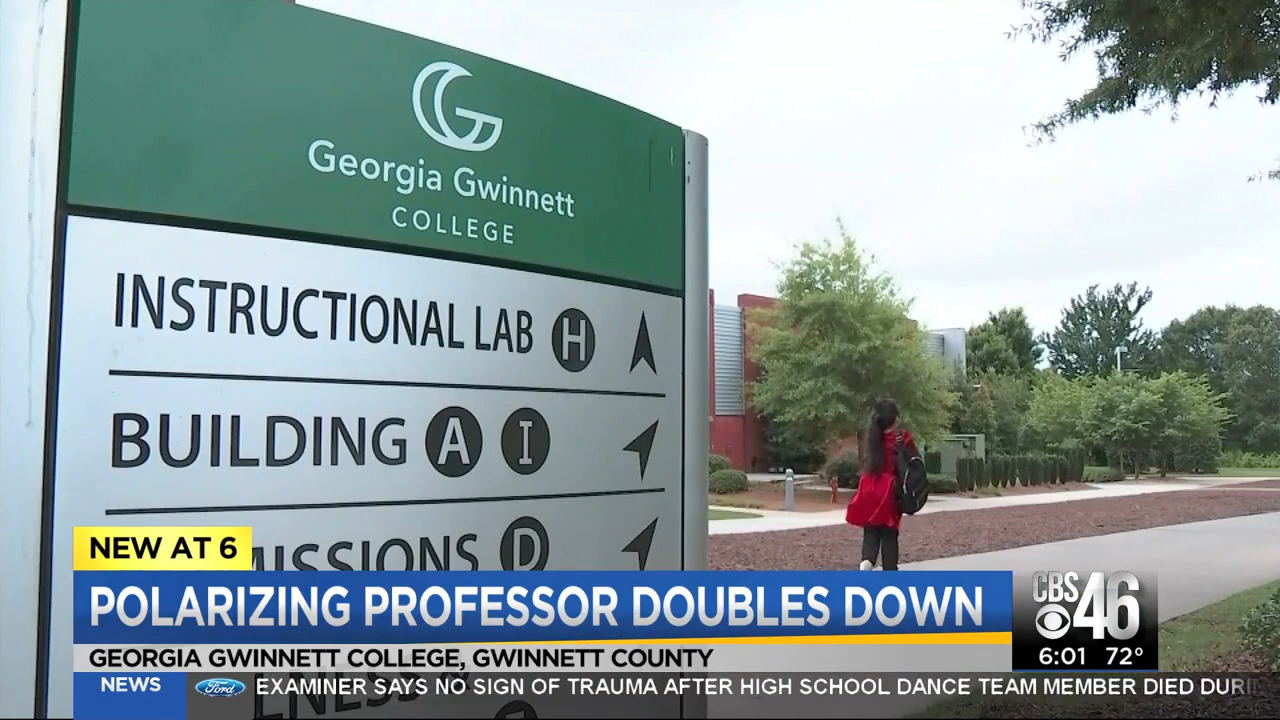 Georgia Gwinnett
COLLEGE
INSTRUCTIONAL LAB H
BUILDING A I
MISSIONS D
NEW AT 6
POLARIZING PROFESSOR DOUBLES DOWN
GEORGIA GWINNETT COLLEGE, GWINNETT COUNTY
CBS 46
6:01 72°
NEWS Ford EXAMINER SAYS NO SIGN OF TRAUMA AFTER HIGH SCHOOL DANCE TEAM MEMBER DIED DURI